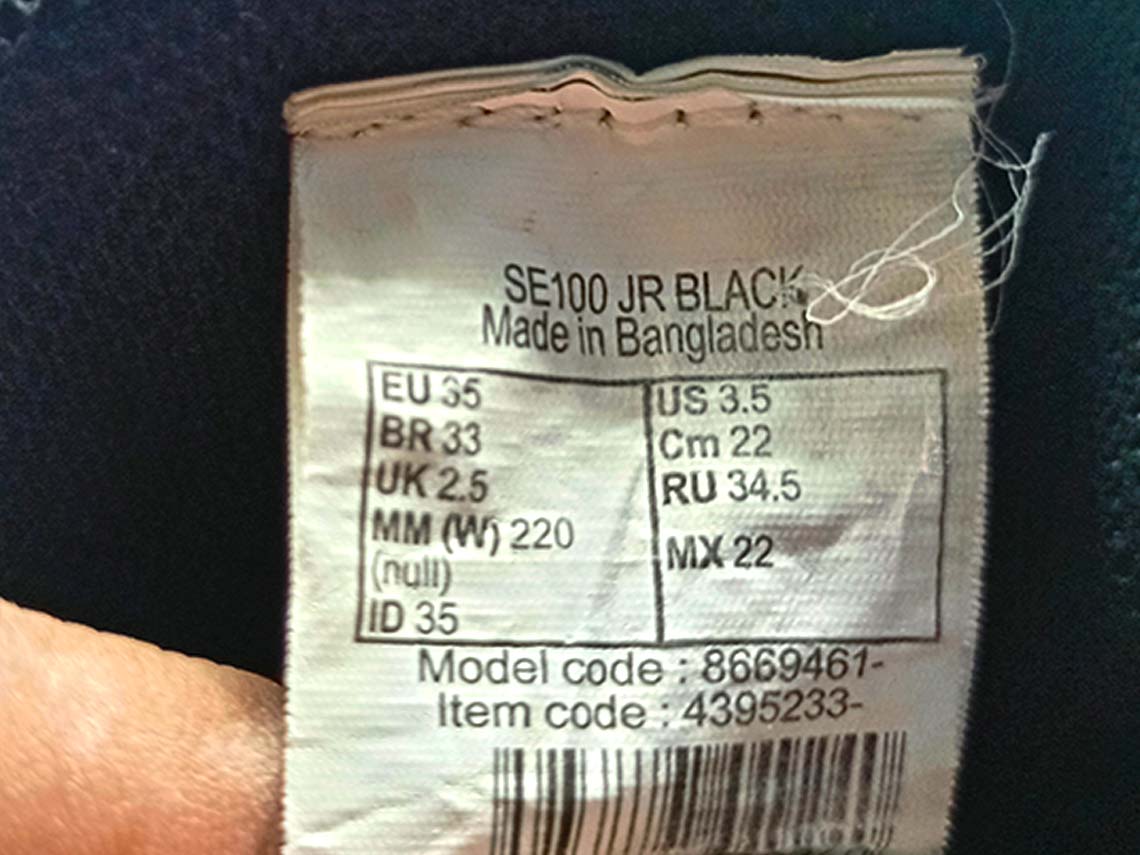 SE100 JR BLACK
Made in Bangladesh
EU 35
BR 33
UK 2.5
MM (W) 220
(null)
ID 35
US 3.5
Cm 22
RU 34.5
MX 22
Model code : 8669461-
Item code : 4395233-